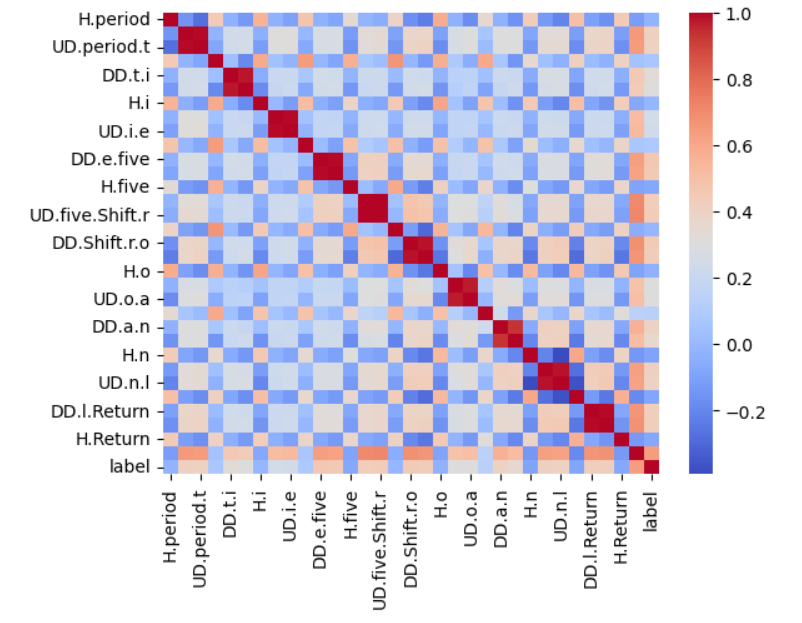 H.period
UD.period.t
DD.t.i
H.i
UD.i.e
DD.e.five
H.five
UD.five.Shift.r
DD.Shift.r.o
H.o
UD.o.a
DD.a.n
H.n
UD.n.l
DD.l.Return
H.Return
label
H.period
UD.period.t
DD.t.i
H.i
UD.i.e
DD.e.five
H.five
UD.five.Shift.r
DD.Shift.r.o
H.o
UD.o.a
DD.a.n
H.n
UD.n.l
DD.l.Return
H.Return
label
1.0
0.8
0.6
0.4
0.2
0.0
−0.2